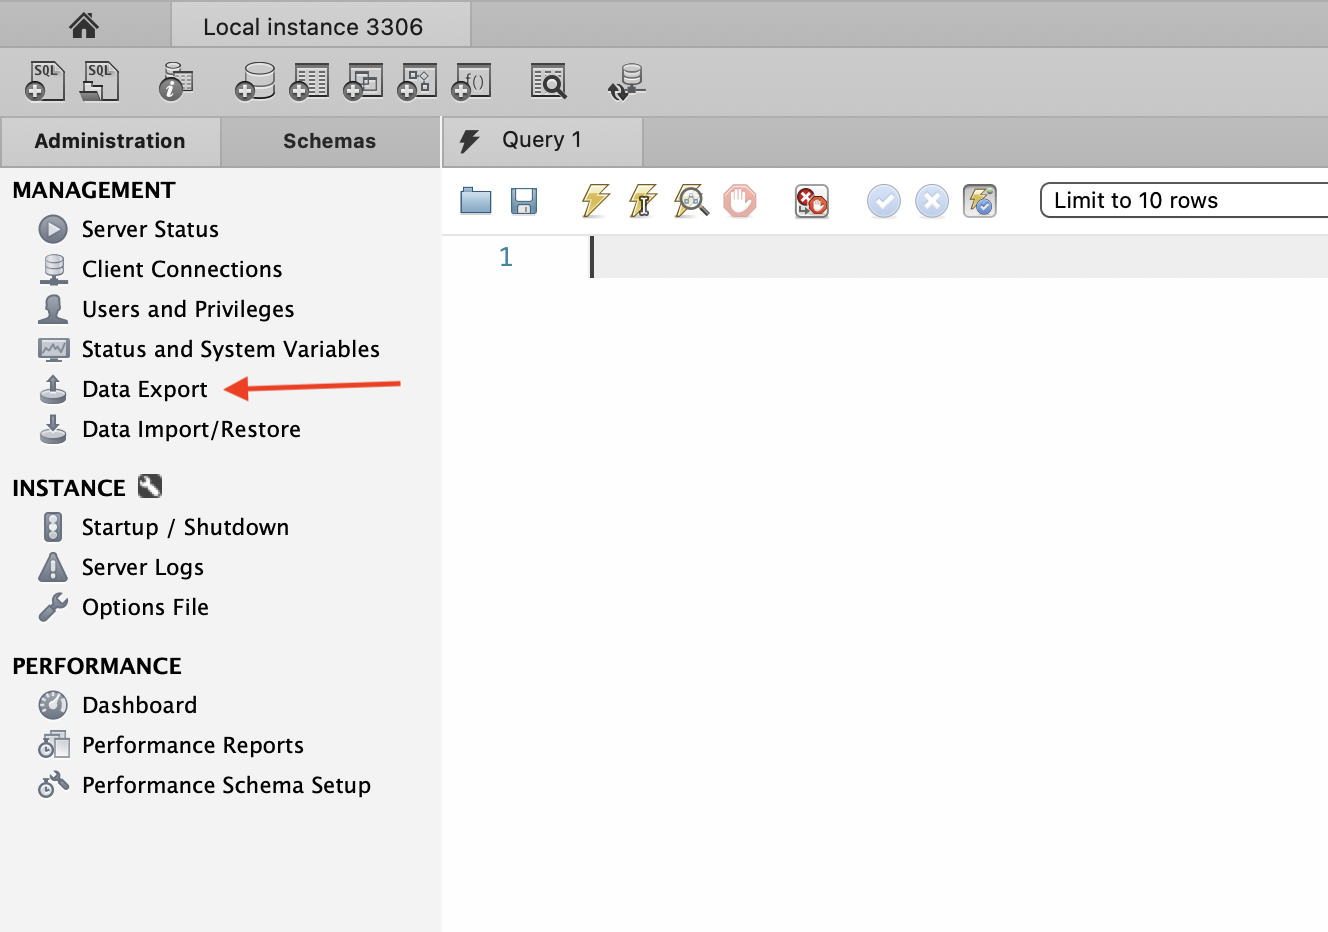 Local instance 3306
SQL SQL f()
Administration Schemas Query 1
MANAGEMENT
Server Status
Client Connections
Users and Privileges
Status and System Variables
Data Export
Data Import/Restore
Limit to 10 rows
1
INSTANCE
Startup / Shutdown
Server Logs
Options File
PERFORMANCE
Dashboard
Performance Reports
Performance Schema Setup